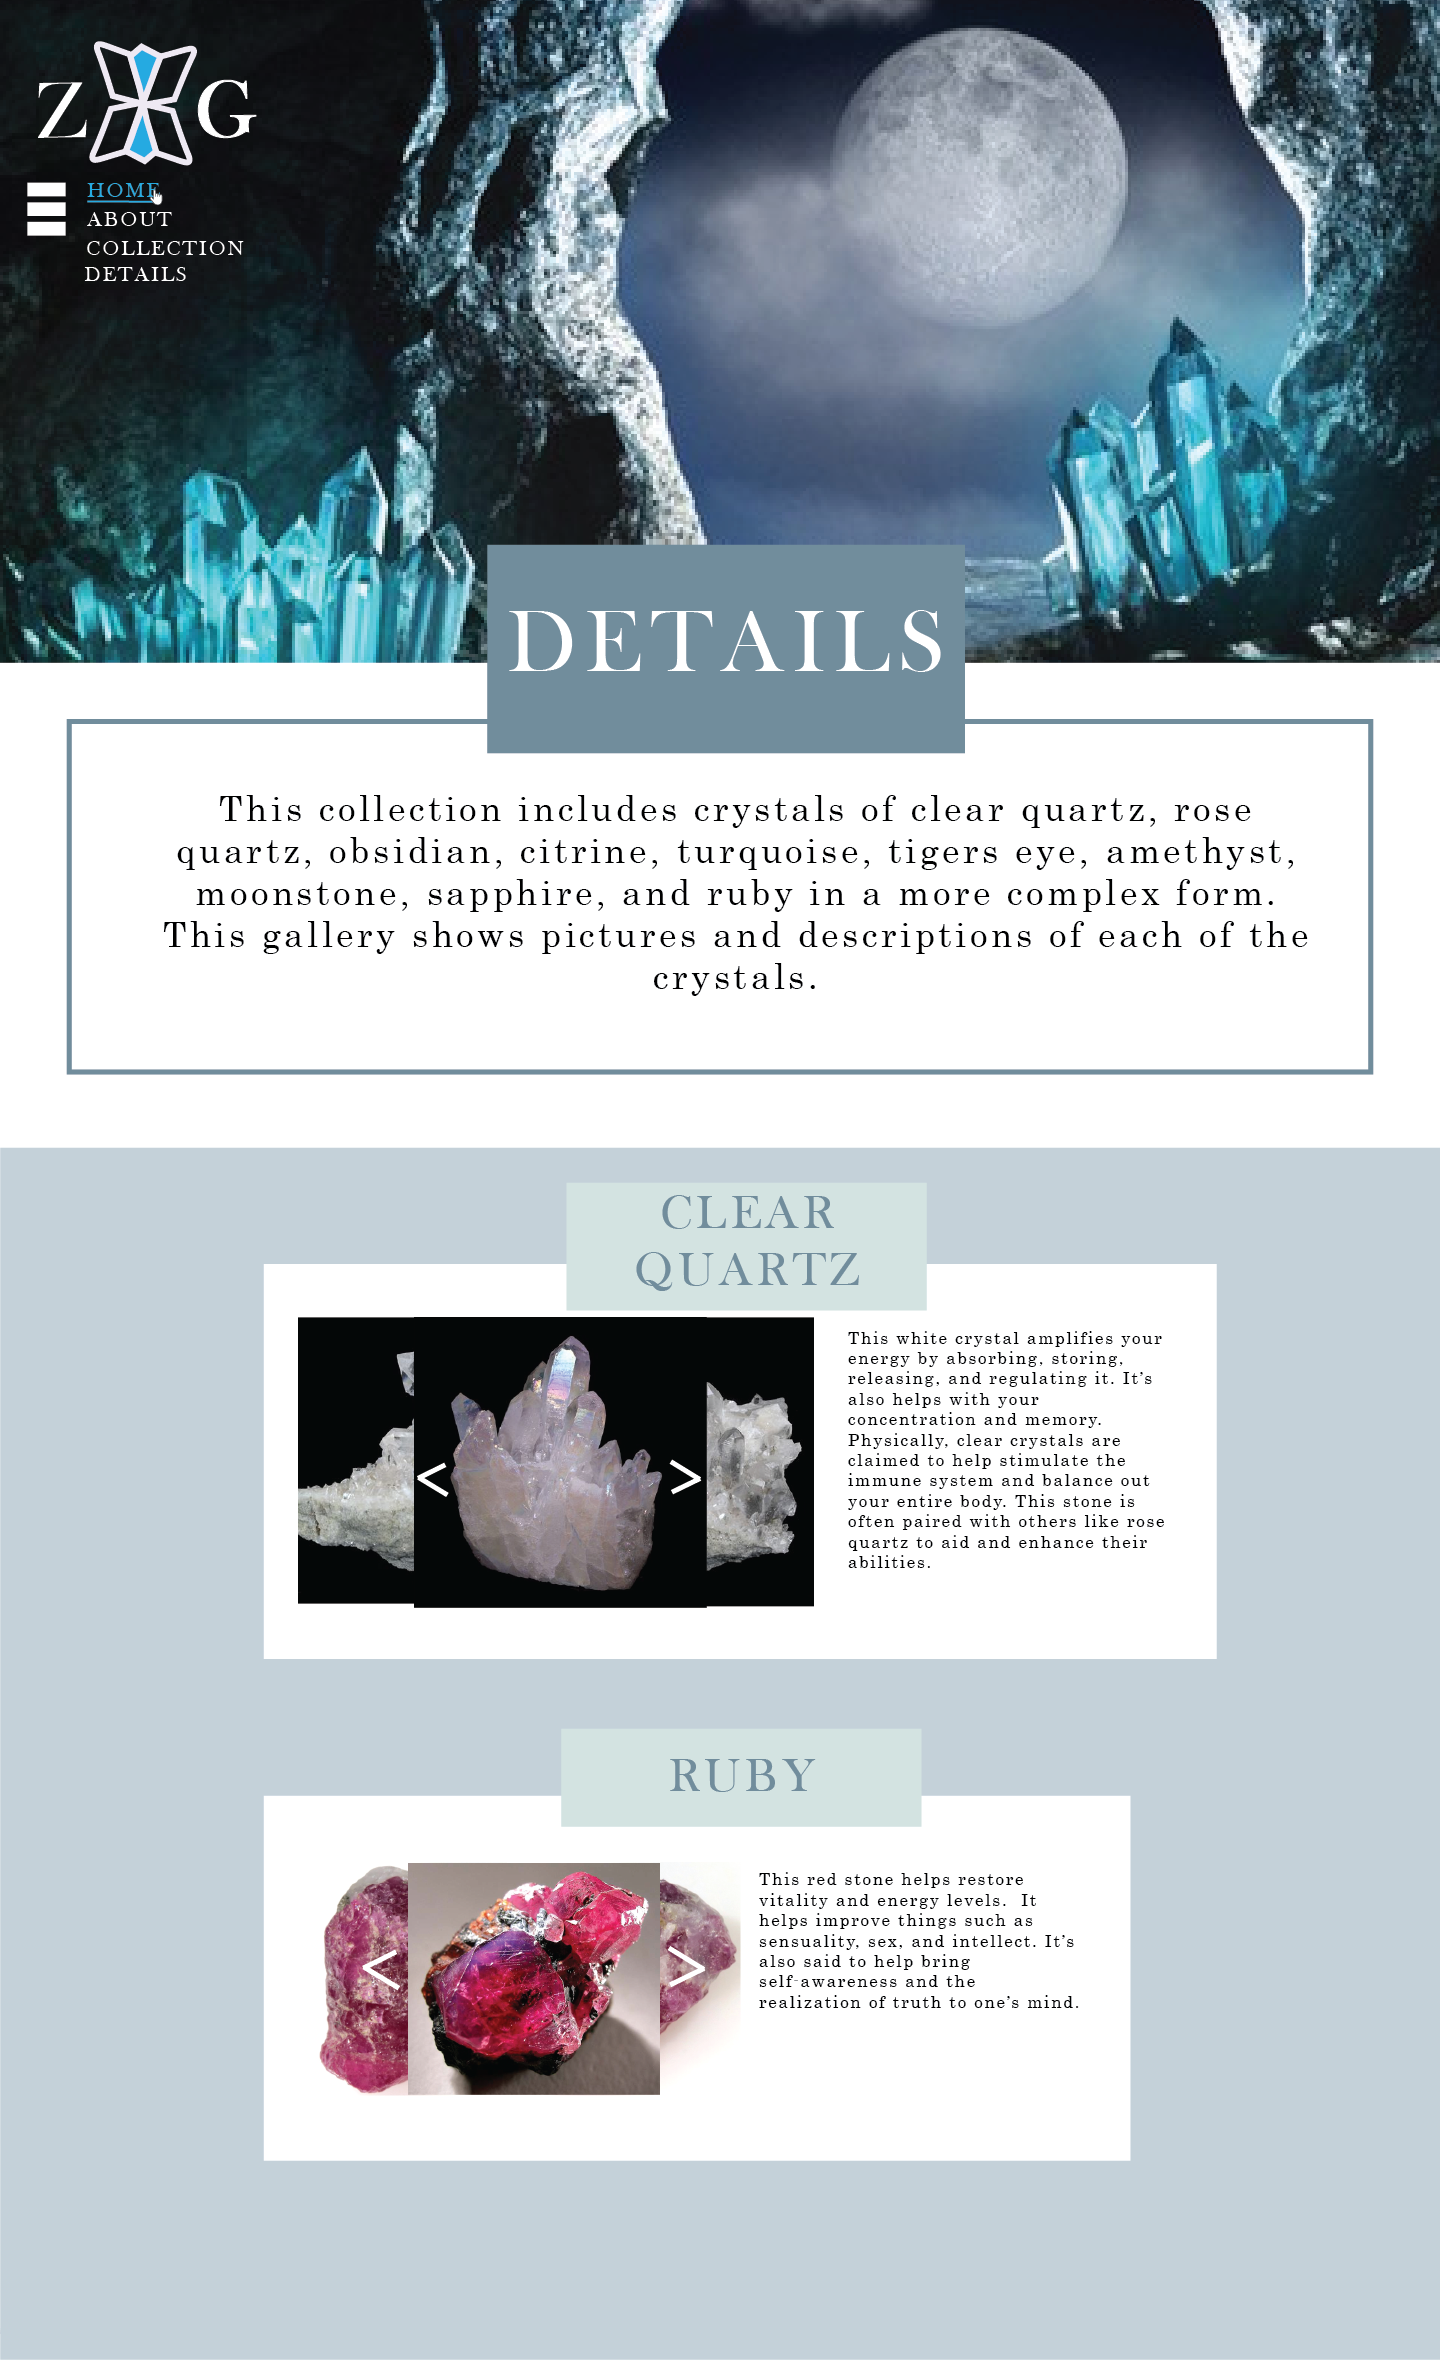 Z G
HOME
ABOUT
COLLECTION
DETAILS
DETAILS
This collection includes crystals of clear quartz, rose
quartz, obsidian, citrine, turquoise, tigers eye, amethyst,
moonstone, sapphire, and ruby in a more complex form.
This gallery shows pictures and descriptions of each of the
crystals.
CLEAR
QUARTZ
< >
This white crystal amplifies your
energy by absorbing, storing,
releasing, and regulating it. It’s
also helps with your
concentration and memory.
Physically, clear crystals are
claimed to help stimulate the
immune system and balance out
your entire body. This stone is
often paired with others like rose
quartz to aid and enhance their
abilities.
RUBY
< >
This red stone helps restore
vitality and energy levels.  It
helps improve things such as
sensuality, sex, and intellect. It’s
also said to help bring
self-awareness and the
realization of truth to one’s mind.